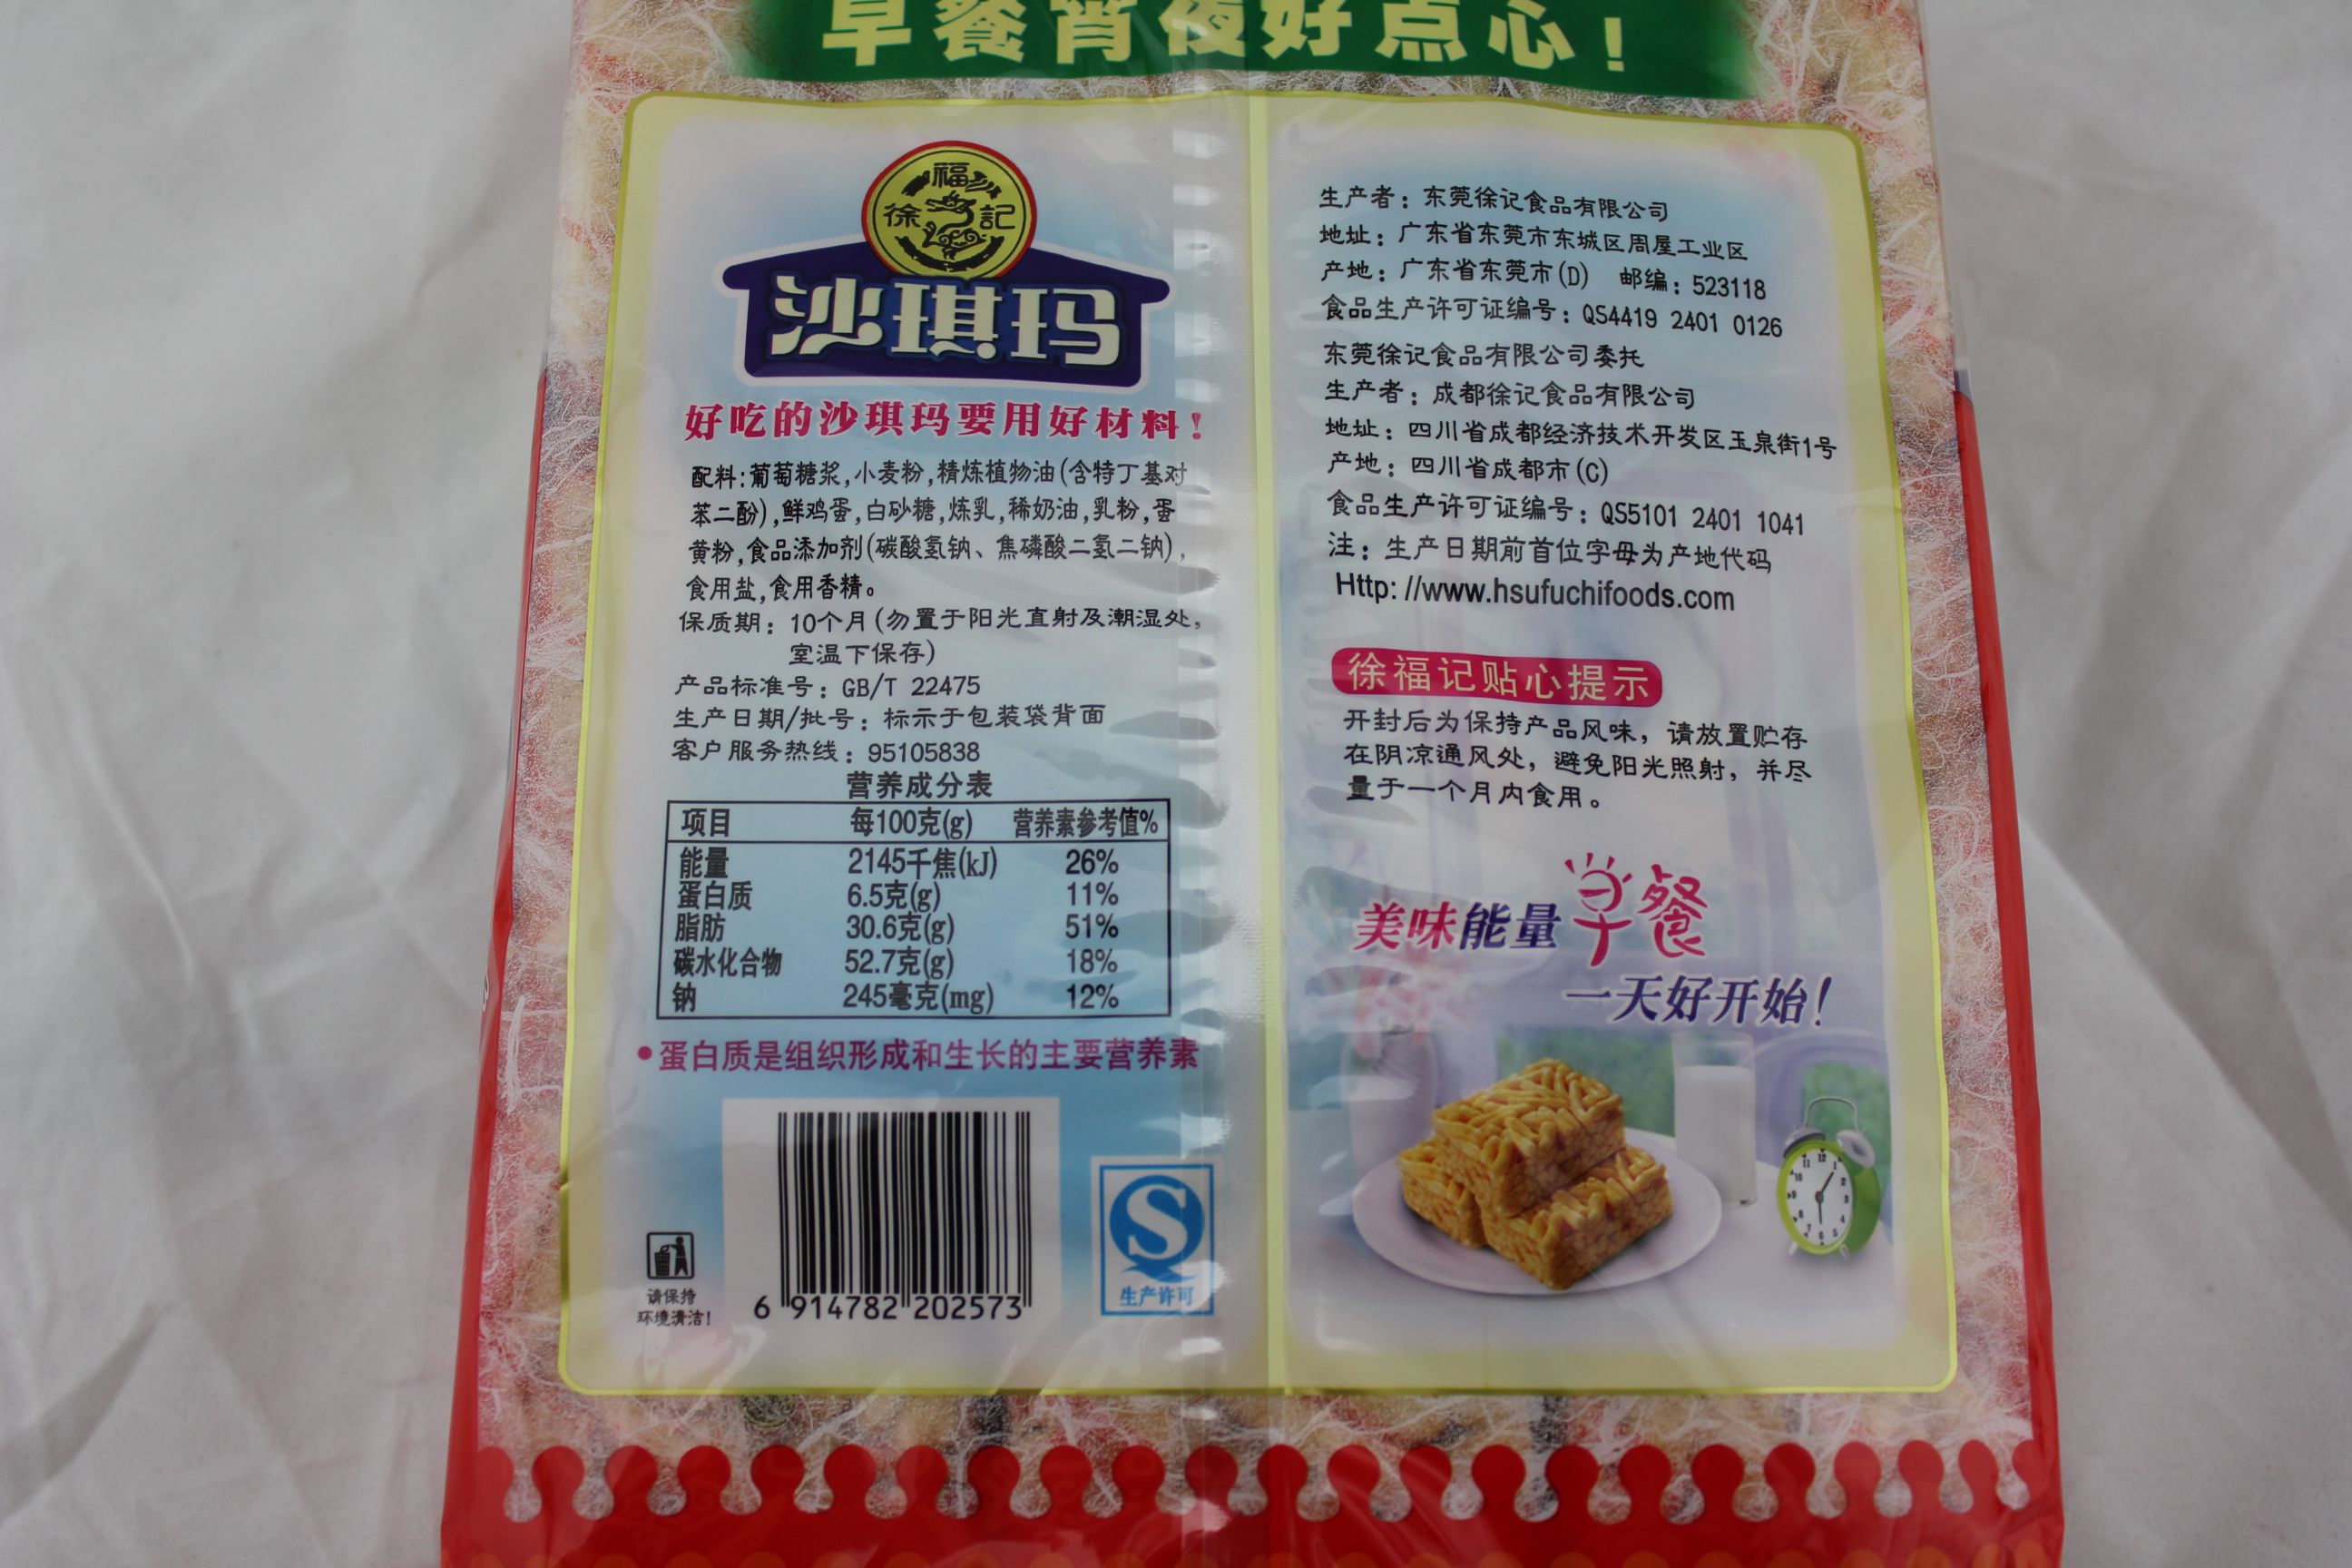 早餐宵夜好点心！
福
徐 記
沙琪玛
好吃的沙琪玛要用好材料！
配料:葡萄糖浆,小麦粉,精炼植物油(含特丁基对
苯二酚),鲜鸡蛋,白砂糖,炼乳,稀奶油,乳粉,蛋
黄粉,食品添加剂(碳酸氢钠、焦磷酸二氢二钠),
食用盐,食用香精。
保质期：10个月(勿置于阳光直射及潮湿处,
室温下保存)
产品标准号：GB/T 22475
生产日期/批号：标示于包装袋背面
客户服务热线：95105838
营养成分表
项目 每100克(g) 营养素参考值%
能量 2145千焦(kJ) 26%
蛋白质 6.5克(g) 11%
脂肪 30.6克(g) 51%
碳水化合物 52.7克(g) 18%
钠 245毫克(mg) 12%
•蛋白质是组织形成和生长的主要营养素
请保持
环境清洁!
6 914782 202573
生产许可
生产者：东莞徐记食品有限公司
地址：广东省东莞市东城区周屋工业区
产地：广东省东莞市(D) 邮编：523118
食品生产许可证编号：QS4419 2401 0126
东莞徐记食品有限公司委托
生产者：成都徐记食品有限公司
地址：四川省成都经济技术开发区玉泉街1号
产地：四川省成都市(C)
食品生产许可证编号：QS5101 2401 1041
注：生产日期前首位字母为产地代码
Http: //www.hsufuchifoods.com
徐福记贴心提示
开封后为保持产品风味，请放置贮存
在阴凉通风处，避免阳光照射，并尽
量于一个月内食用。
美味能量早餐
一天好开始！